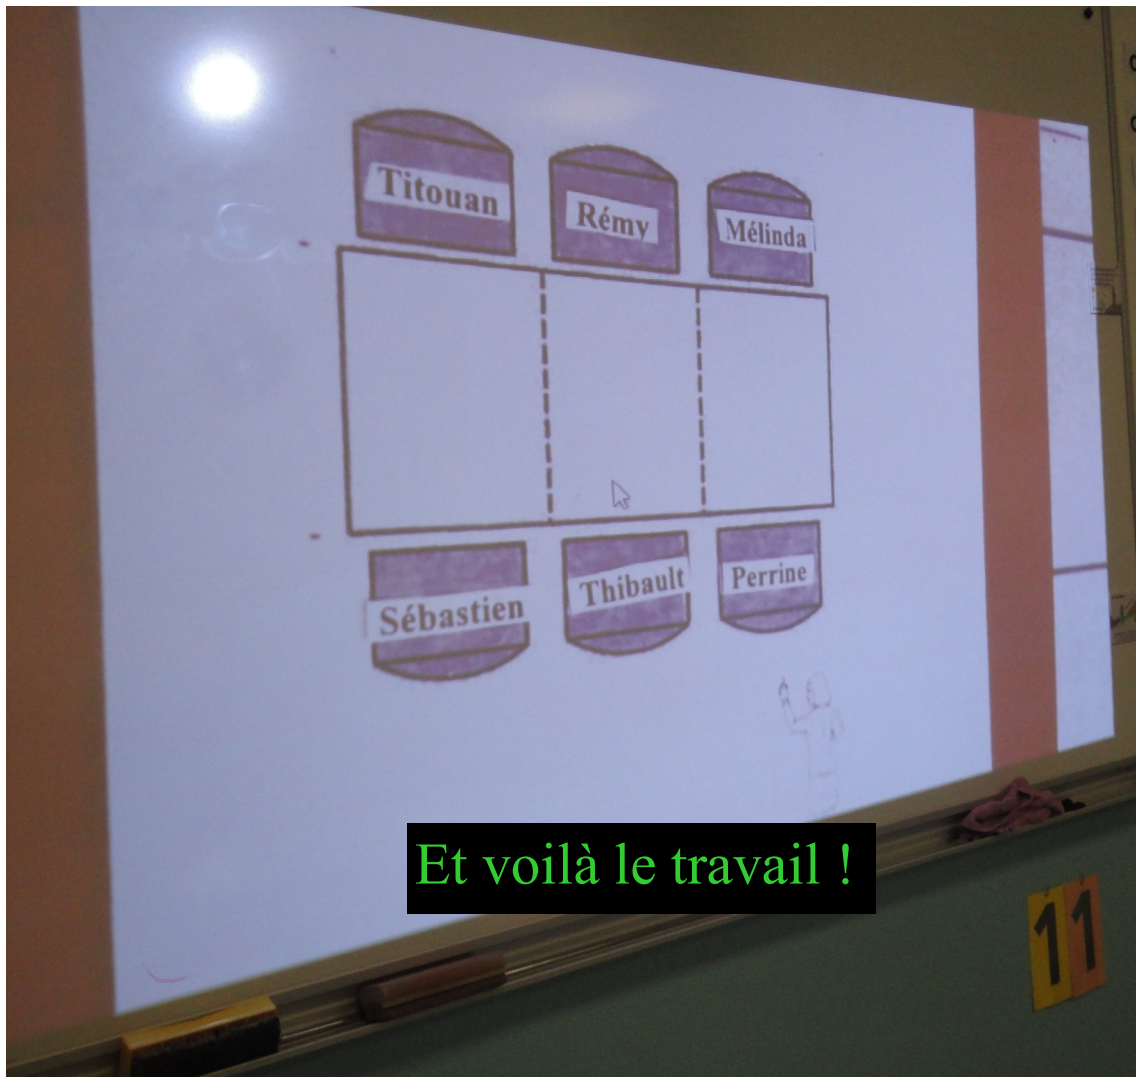 Titouan
Rémy
Mélinda
Sébastien
Thibault
Perrine
Et voilà le travail !
11